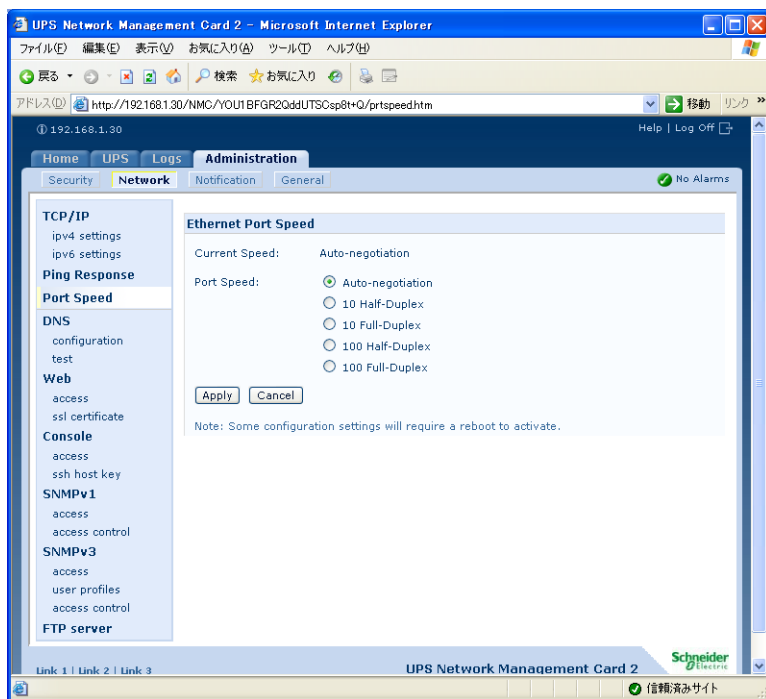 UPS Network Management Card 2 - Microsoft Internet Explorer
ファイル(F) 編集(E) 表示(V) お気に入り(A) ツール(T) ヘルプ(H)
戻る 検索 お気に入り
アドレス(D) http://192.168.1.30/NMC/YOU1BFGR2QddUTSCsp8t+Q/prtspeed.htm 移動 リンク »
192.168.1.30 Help | Log Off
Home UPS Logs Administration
Security Network Notification General No Alarms
TCP/IP
ipv4 settings
ipv6 settings
Ping Response
Port Speed
DNS
configuration
test
Web
access
ssl certificate
Console
access
ssh host key
SNMPv1
access
access control
SNMPv3
access
user profiles
access control
FTP server
Ethernet Port Speed
Current Speed: Auto-negotiation
Port Speed: Auto-negotiation
10 Half-Duplex
10 Full-Duplex
100 Half-Duplex
100 Full-Duplex
Apply Cancel
Note: Some configuration settings will require a reboot to activate.
Link 1 | Link 2 | Link 3 UPS Network Management Card 2 Schneider Electric
信頼済みサイト